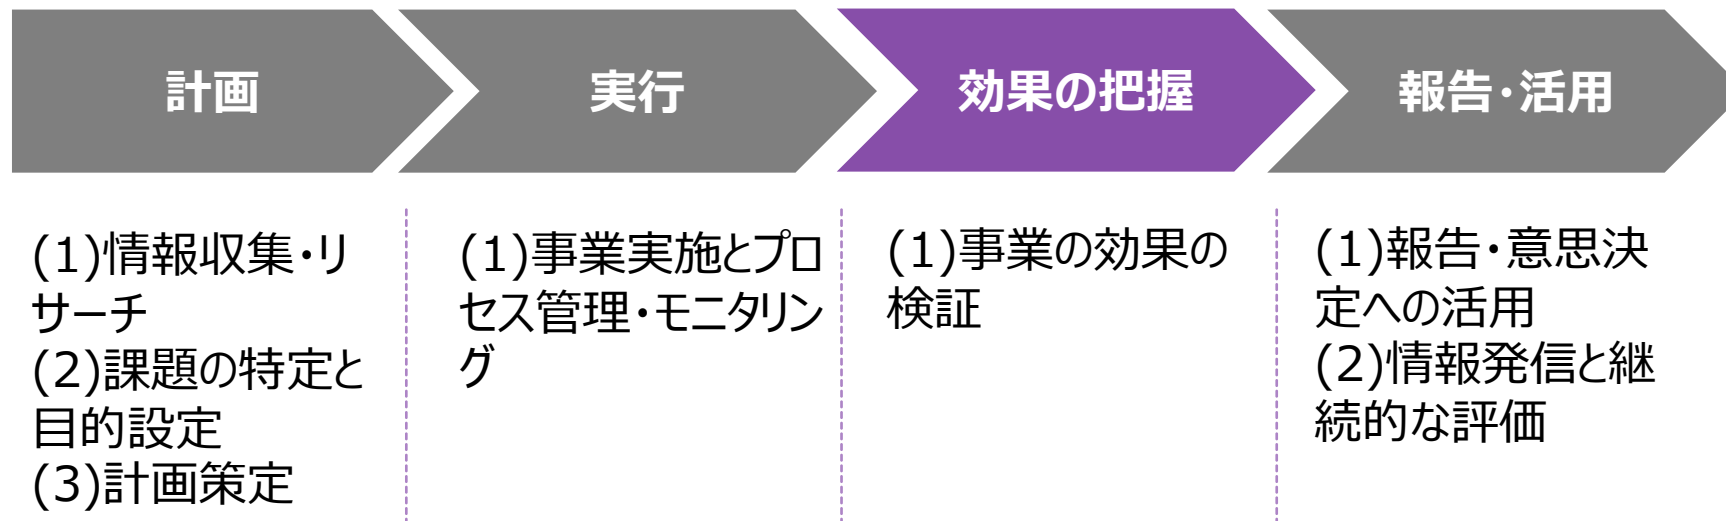 計画
実行
効果の把握
報告・活用
(1)情報収集・リ
サーチ
(2)課題の特定と
目的設定
(3)計画策定
(1)事業実施とプロ
セス管理・モニタリン
グ
(1)事業の効果の
検証
(1)報告・意思決
定への活用
(2)情報発信と継
続的な評価